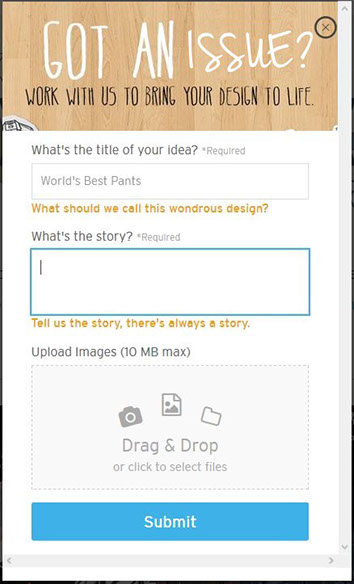 GOT AN ISSUE?
WORK WITH US TO BRING YOUR DESIGN TO LIFE.
What's the title of your idea? *Required
World's Best Pants
What should we call this wondrous design?
What's the story? *Required
Tell us the story, there's always a story.
Upload Images (10 MB max)
Drag & Drop
or click to select files
Submit